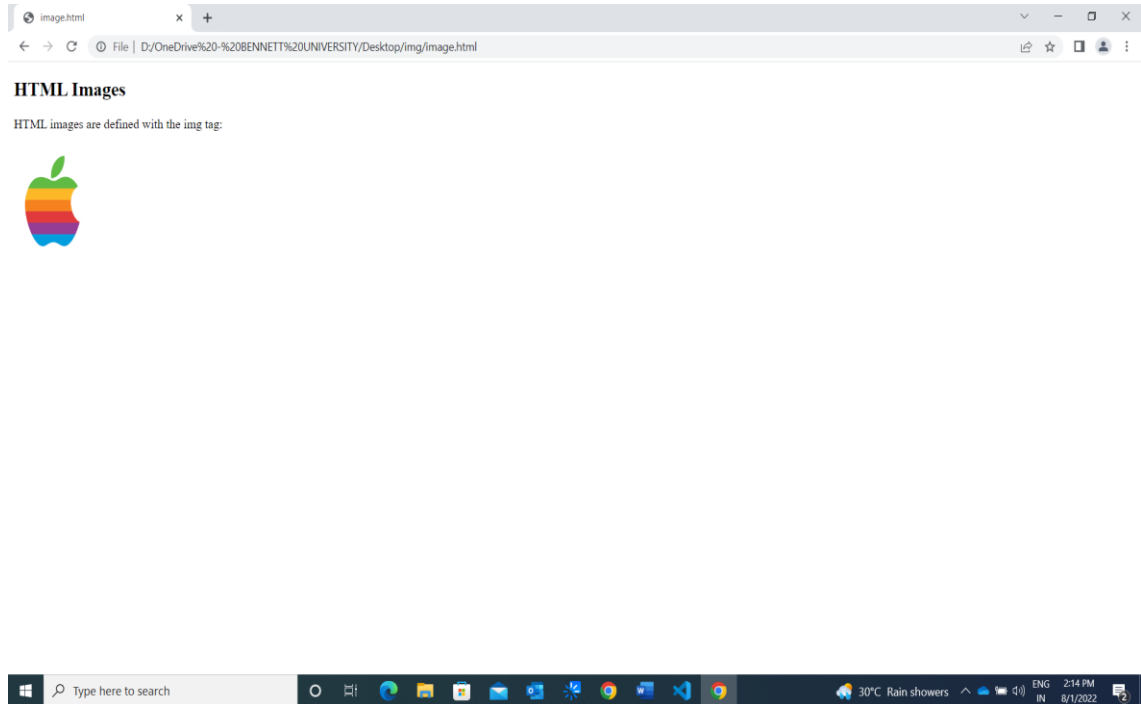 image.html
File | D:/OneDrive%20-%20BENNETT%20UNIVERSITY/Desktop/img/image.html
HTML Images
HTML images are defined with the img tag:
Type here to search
30°C Rain showers
ENG
IN
2:14 PM
8/1/2022
2